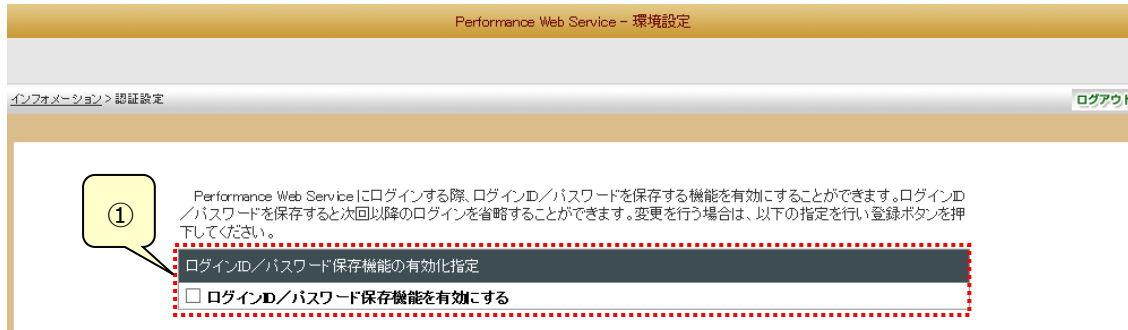 Performance Web Service - 環境設定
インフォメーション > 認証設定
ログアウト
①
Performance Web Service にログインする際、ログインID／パスワードを保存する機能を有効にすることができます。ログインID
／パスワードを保存すると次回以降のログインを省略することができます。変更を行う場合は、以下の指定を行い登録ボタンを押
下してください。
ログインID／パスワード保存機能の有効化指定
ログインID／パスワード保存機能を有効にする